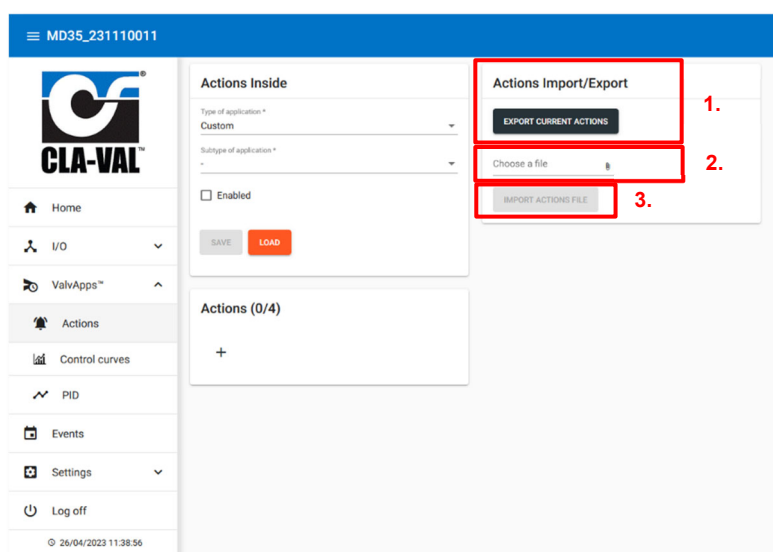 MD35_231110011
CLA-VAL™
Home
I/O
ValvApps™
Actions
Control curves
PID
Events
Settings
Log off
26/04/2023 11:38:56
Actions Inside
Type of application *
Custom
Subtype of application *
-
Enabled
SAVE LOAD
Actions (0/4)
+
Actions Import/Export
1.
EXPORT CURRENT ACTIONS
Choose a file
2.
IMPORT ACTIONS FILE
3.